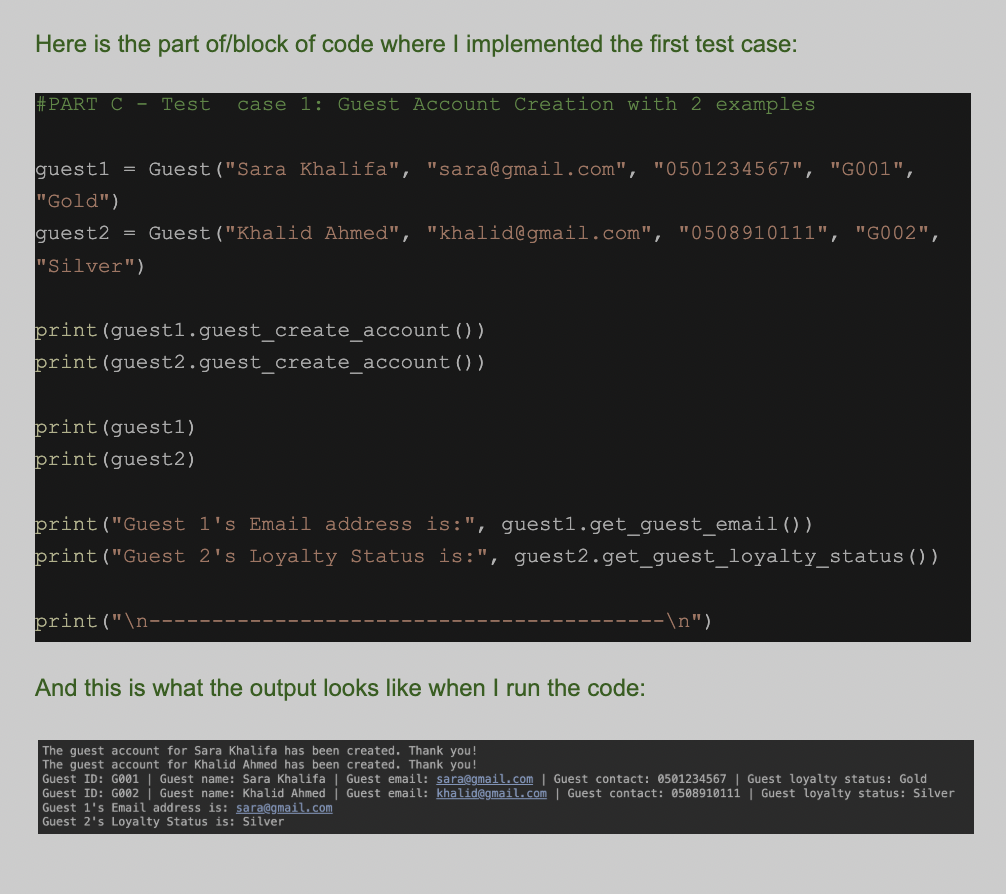 Here is the part of/block of code where I implemented the first test case:
#PART C - Test  case 1: Guest Account Creation with 2 examples
guest1 = Guest("Sara Khalifa", "sara@gmail.com", "0501234567", "G001",
"Gold")
guest2 = Guest("Khalid Ahmed", "khalid@gmail.com", "0508910111", "G002",
"Silver")
print(guest1.guest_create_account())
print(guest2.guest_create_account())
print(guest1)
print(guest2)
print("Guest 1's Email address is:", guest1.get_guest_email())
print("Guest 2's Loyalty Status is:", guest2.get_guest_loyalty_status())
print("\n-----------------------------------------\n")
And this is what the output looks like when I run the code:
The guest account for Sara Khalifa has been created. Thank you!
The guest account for Khalid Ahmed has been created. Thank you!
Guest ID: G001 | Guest name: Sara Khalifa | Guest email: sara@gmail.com | Guest contact: 0501234567 | Guest loyalty status: Gold
Guest ID: G002 | Guest name: Khalid Ahmed | Guest email: khalid@gmail.com | Guest contact: 0508910111 | Guest loyalty status: Silver
Guest 1's Email address is: sara@gmail.com
Guest 2's Loyalty Status is: Silver